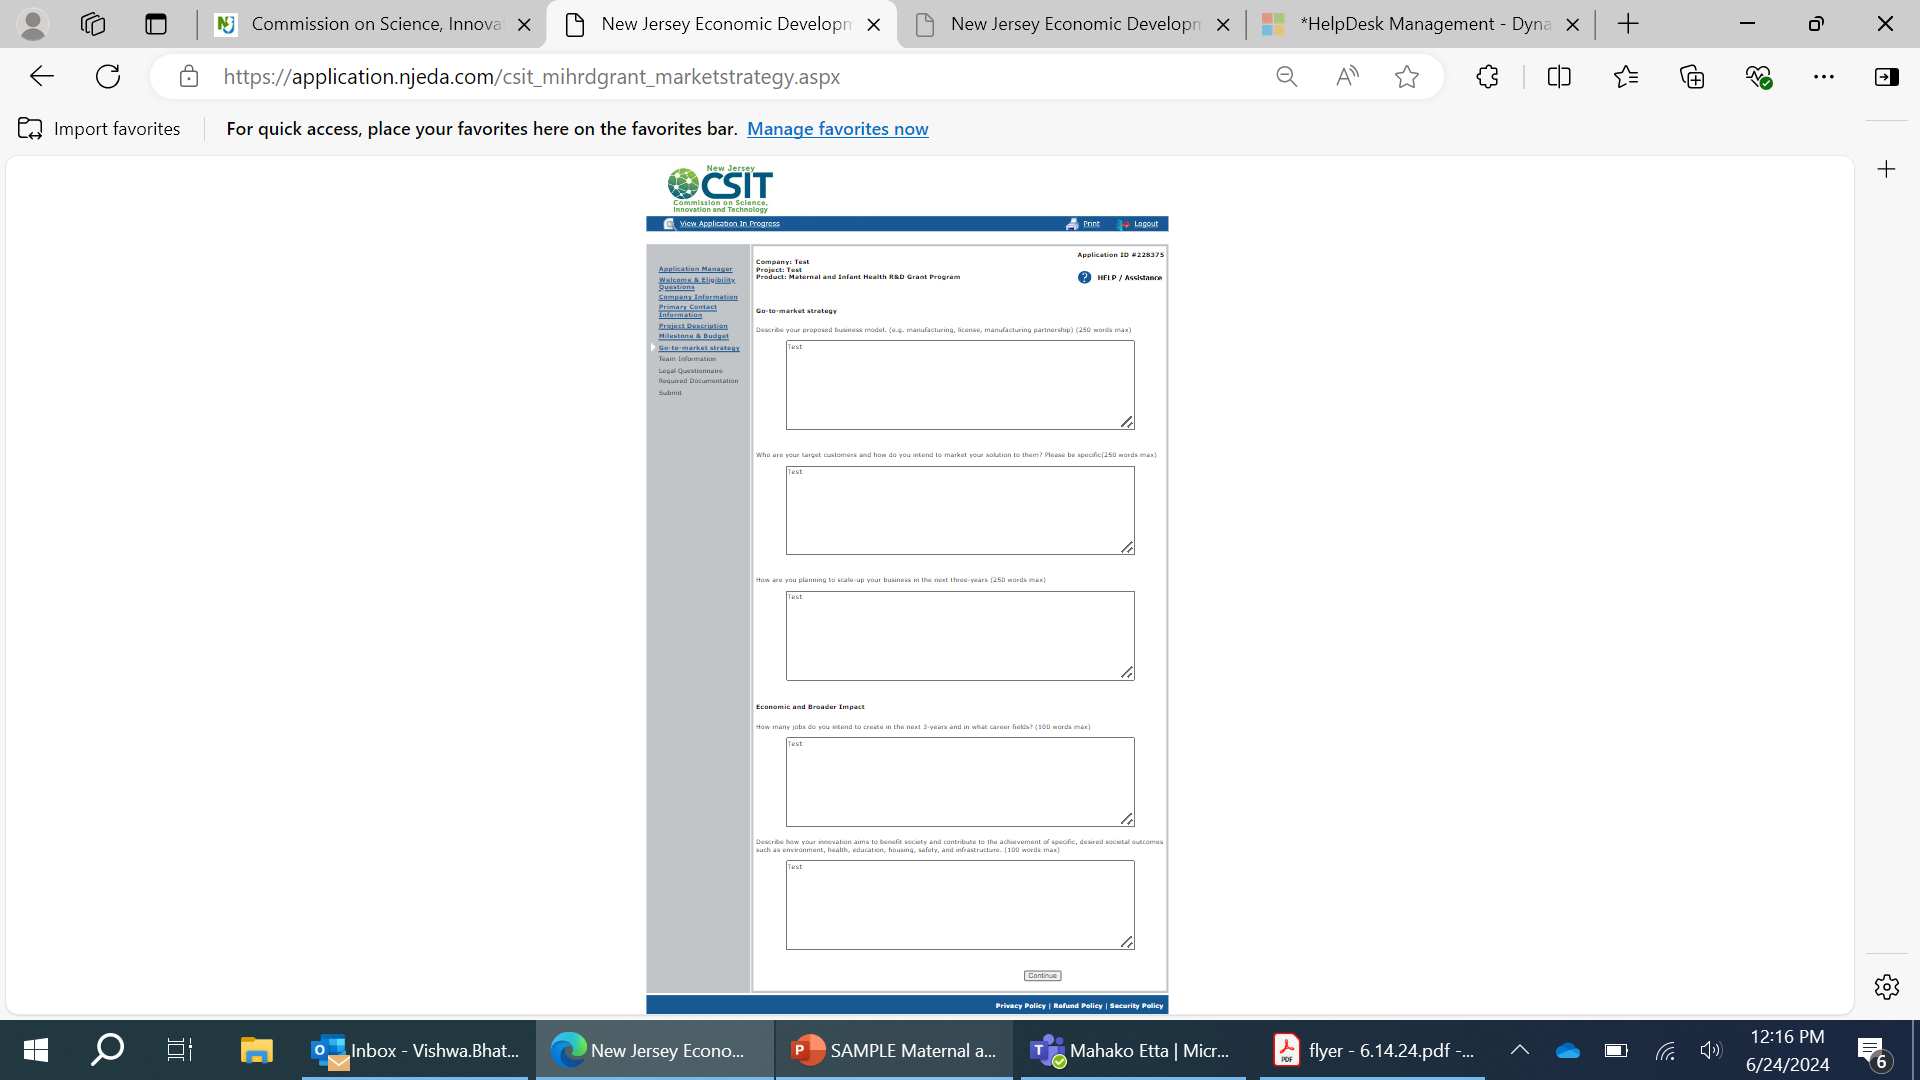 Commission on Science, Innova
New Jersey Economic Developm
New Jersey Economic Developm
*HelpDesk Management - Dyna
https://application.njeda.com/csit_mihrdgrant_marketstrategy.aspx
Import favorites
For quick access, place your favorites here on the favorites bar. Manage favorites now
New Jersey
CSIT
Commission on Science,
Innovation and Technology
View Application In Progress
Print
Logout
Application Manager
Welcome & Eligibility
Questions
Company Information
Primary Contact
Information
Project Description
Milestone & Budget
Go-to-market strategy
Team Information
Legal Questionnaire
Required Documentation
Submit
Application ID #228375
Company: Test
Project: Test
Product: Maternal and Infant Health R&D Grant Program
HELP / Assistance
Go-to-market strategy
Describe your proposed business model. (e.g. manufacturing, license, manufacturing partnership) (250 words max)
Test
Who are your target customers and how do you intend to market your solution to them? Please be specific(250 words max)
Test
How are you planning to scale-up your business in the next three-years (250 words max)
Test
Economic and Broader Impact
How many jobs do you intend to create in the next 3-years and in what career fields? (100 words max)
Test
Describe how your innovation aims to benefit society and contribute to the achievement of specific, desired societal outcomes
such as environment, health, education, housing, safety, and infrastructure. (100 words max)
Test
Continue
Privacy Policy | Refund Policy | Security Policy
Inbox - Vishwa.Bhat...
New Jersey Econo...
SAMPLE Maternal a...
Mahako Etta | Micr...
flyer - 6.14.24.pdf -...
12:16 PM
6/24/2024
6